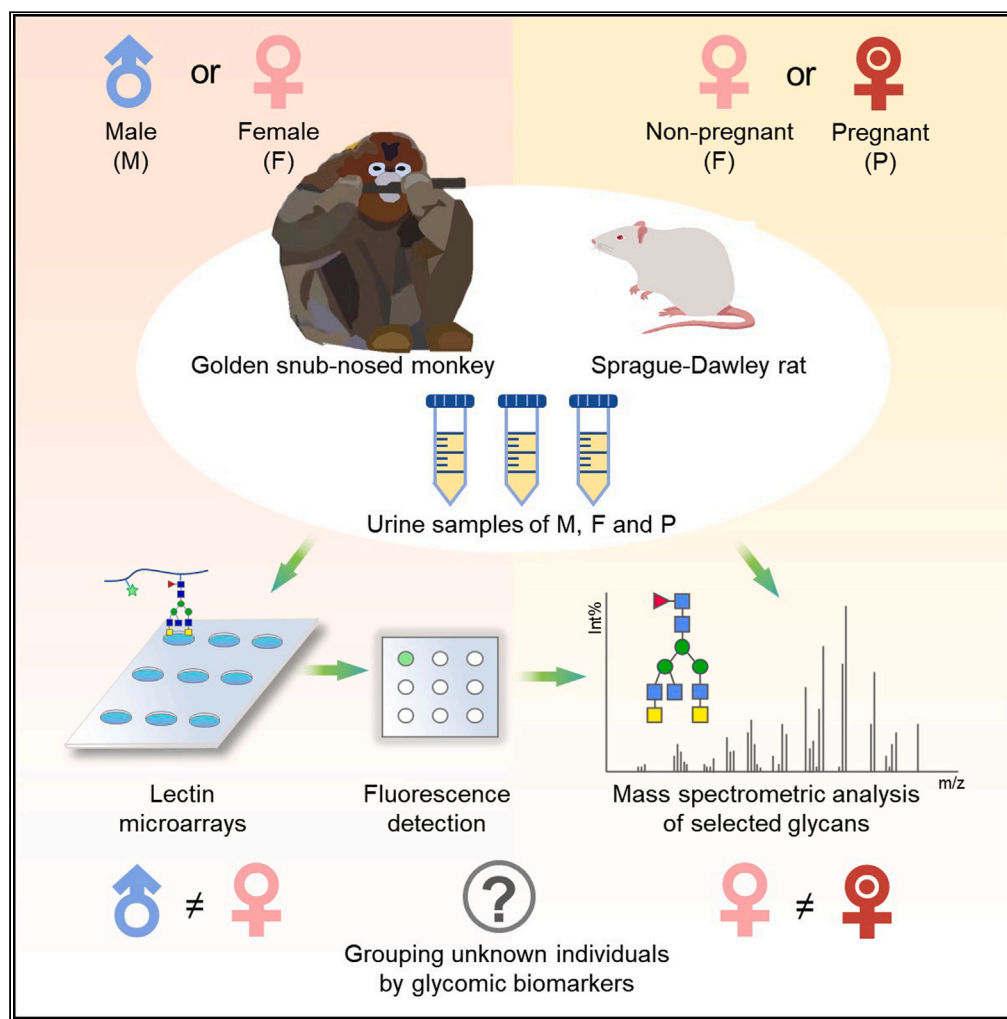 or
or
Male
(M)
Female
(F)
Non-pregnant
(F)
Pregnant
(P)
Golden snub-nosed monkey
Sprague-Dawley rat
Urine samples of M, F and P
Int%
m/z
Lectin
microarrays
Fluorescence
detection
Mass spectrometric analysis
of selected glycans
≠
?
≠
Grouping unknown individuals
by glycomic biomarkers